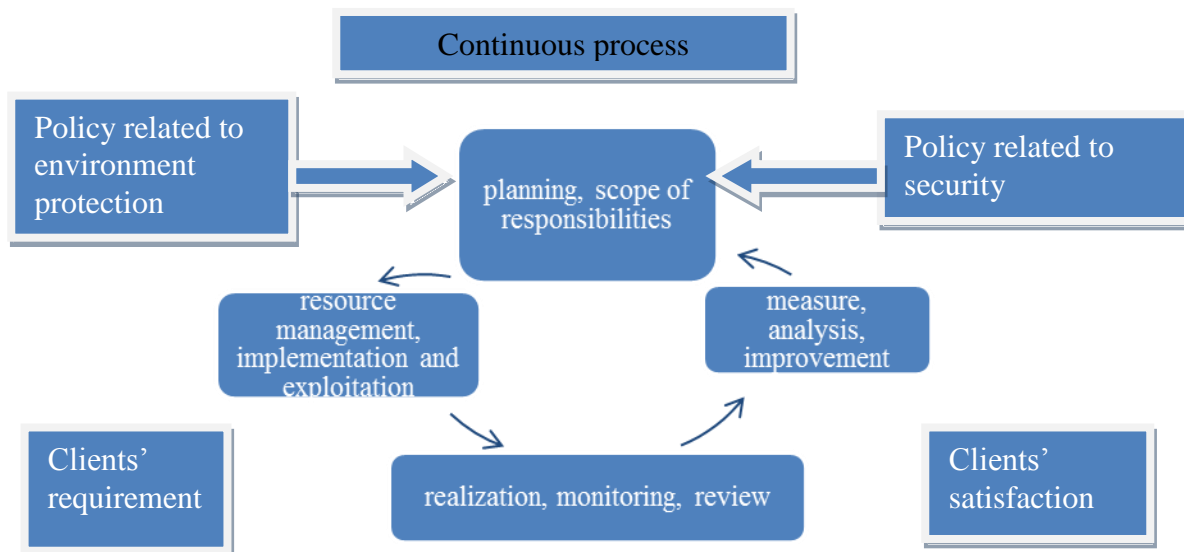 Continuous process
Policy related to
environment
protection
planning, scope of
responsibilities
Policy related to
security
resource
management,
implementation and
exploitation
measure,
analysis,
improvement
Clients’
requirement
realization, monitoring, review
Clients’
satisfaction